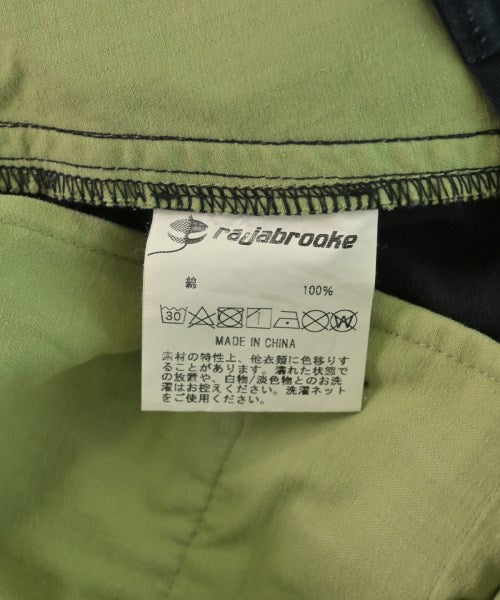 rajabrooke
綿 100%
30
W
MADE IN CHINA
素材の特性上、他衣類に色移りす
ることがあります。濡れた状態で
の放置や、白物/淡色物とのお洗
濯はお控えください。洗濯ネット
をご使用ください。